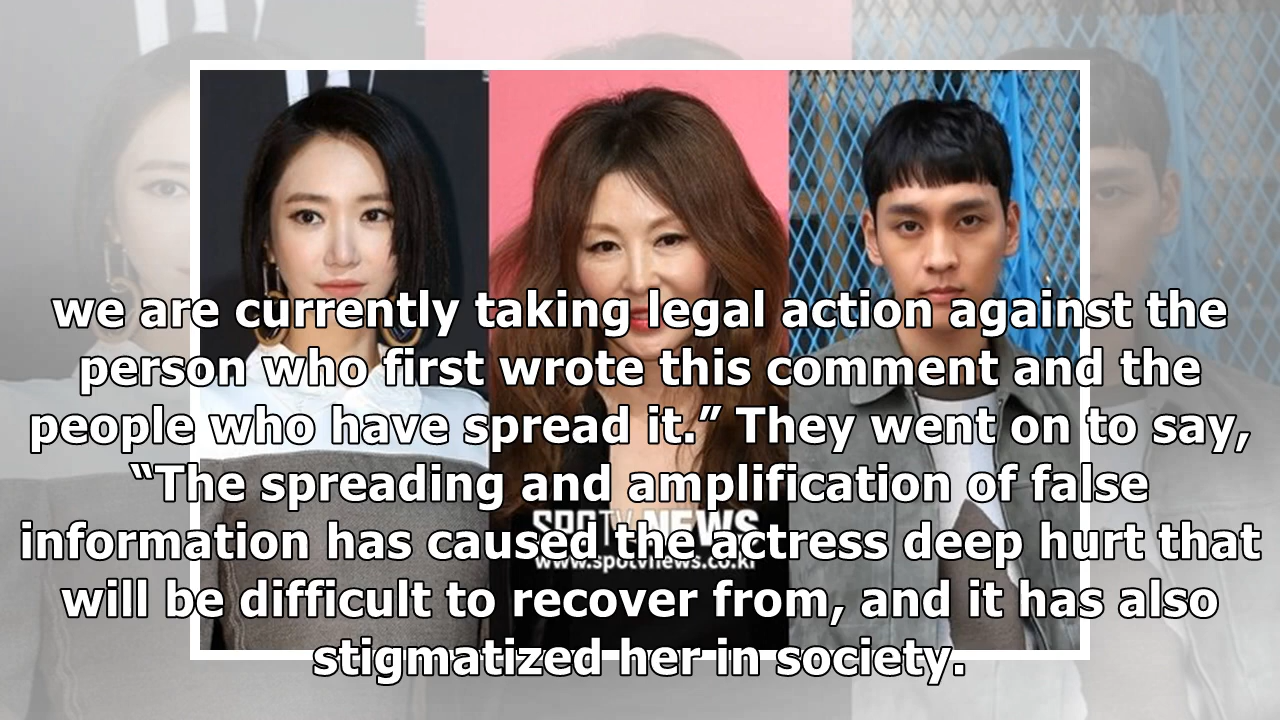 we are currently taking legal action against the
person who first wrote this comment and the
people who have spread it.” They went on to say,
“The spreading and amplification of false
SPOTV NEWS
information has caused the actress deep hurt that
www.spotvnews.co.kr
will be difficult to recover from, and it has also
stigmatized her in society.